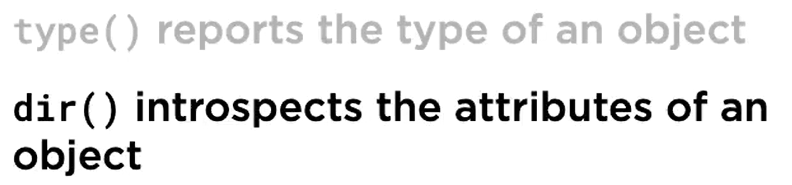 type() reports the type of an object
dir() introspects the attributes of an
object